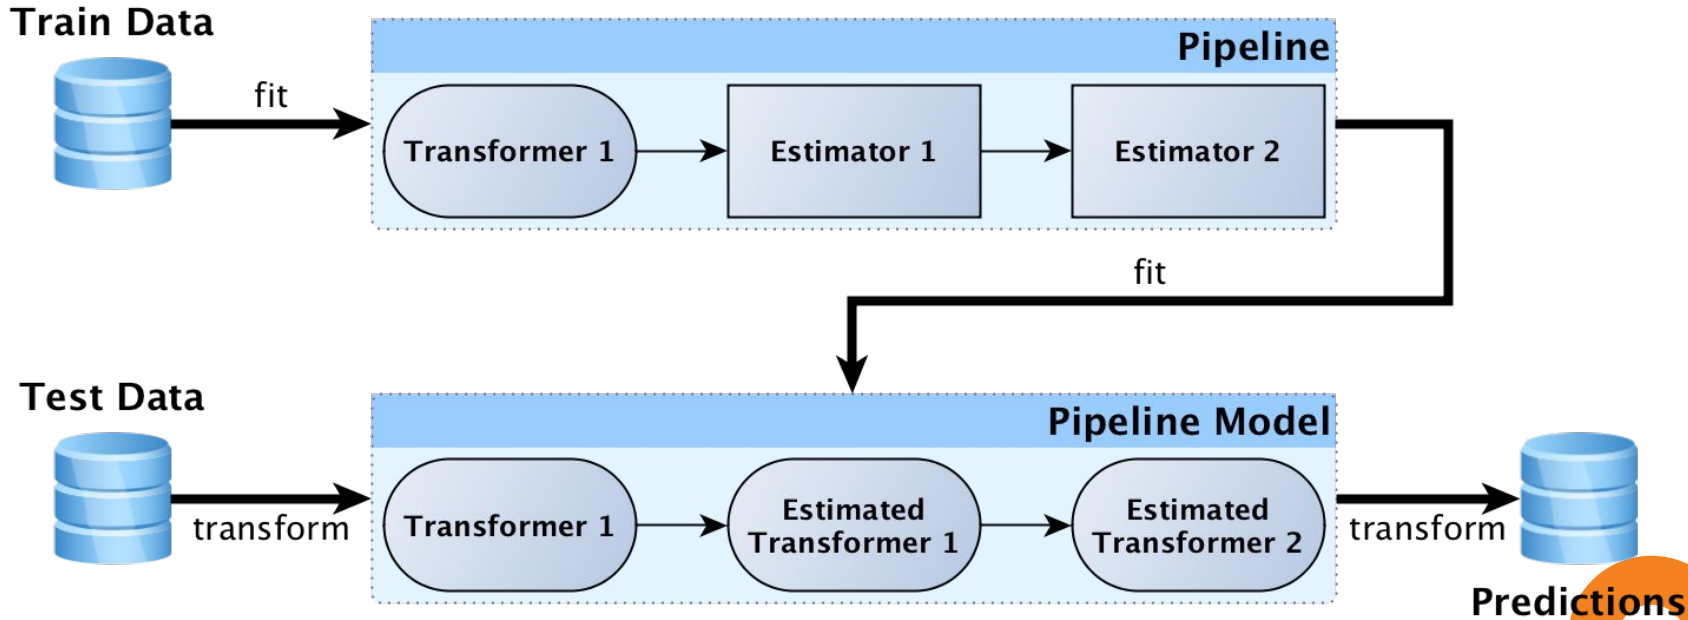 Train Data
Pipeline
fit
Transformer 1
Estimator 1
Estimator 2
fit
Test Data
Pipeline Model
transform
Transformer 1
Estimated
Transformer 1
Estimated
Transformer 2
transform
Predictions